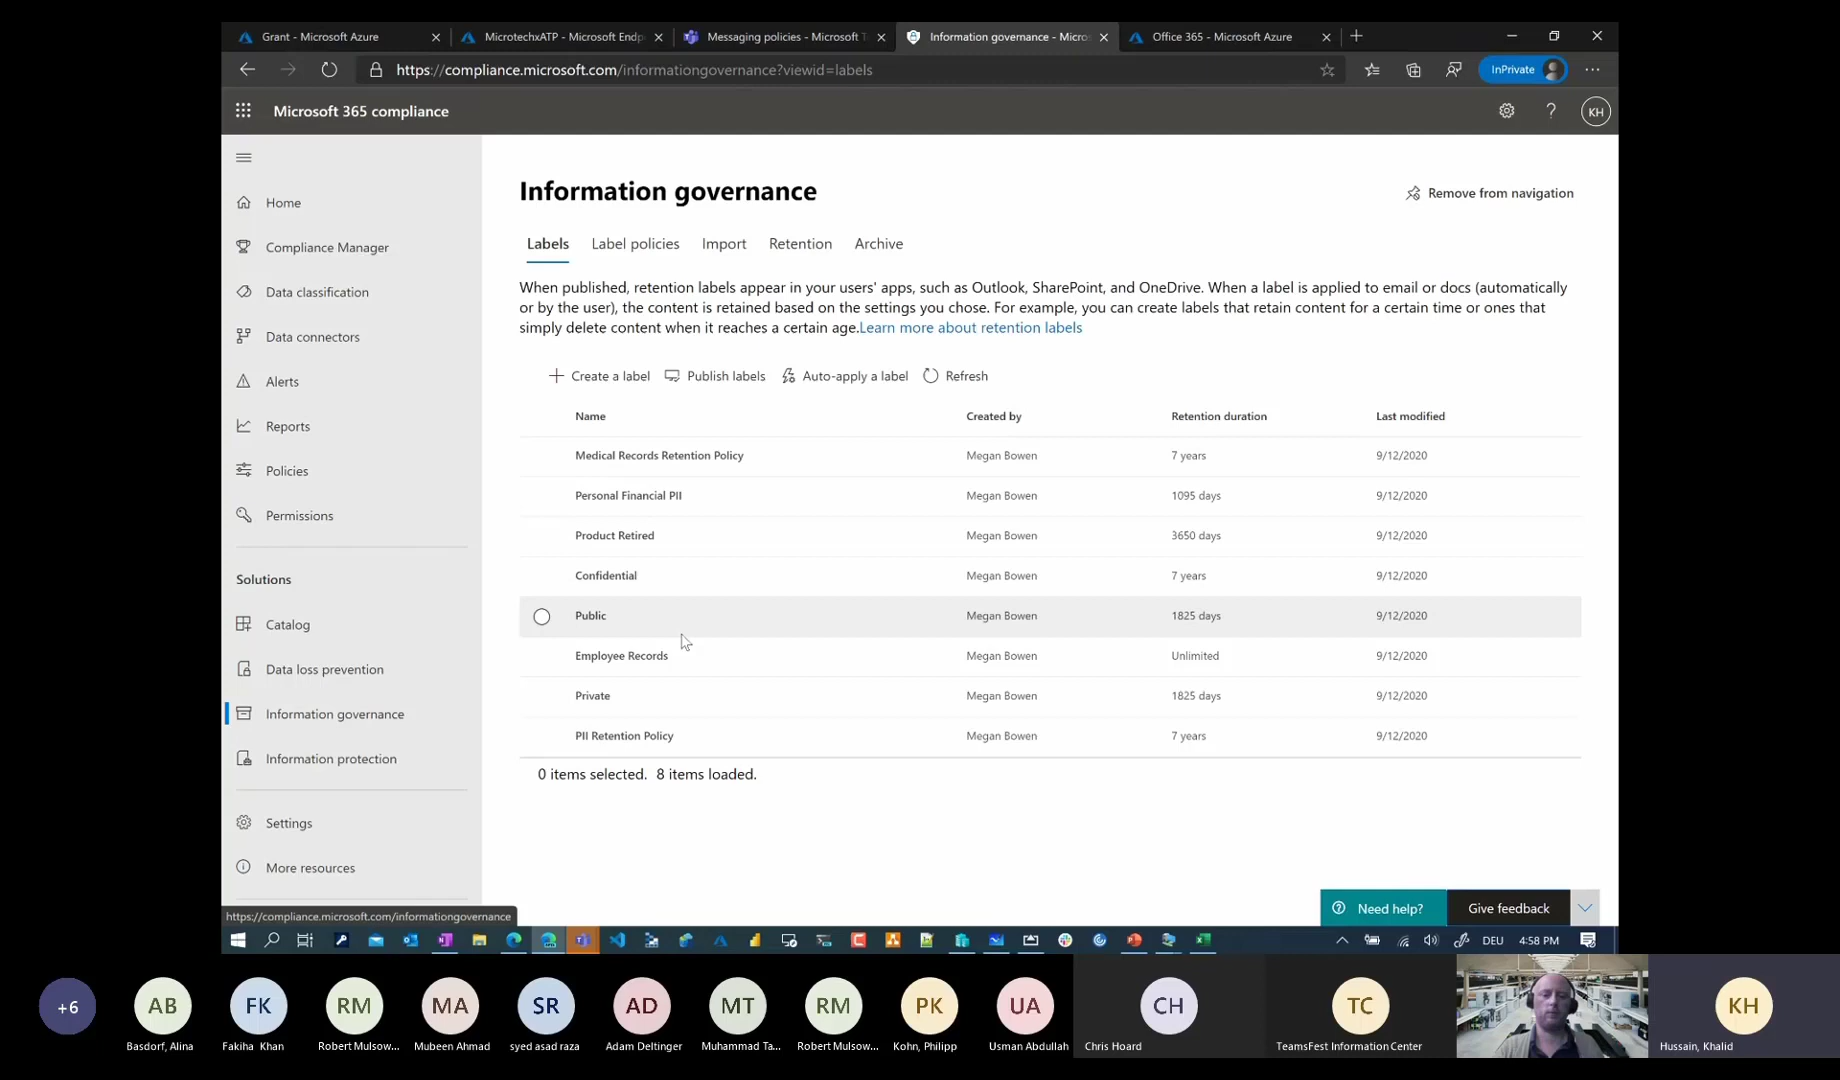 Grant - Microsoft Azure
MicrotechxATP - Microsoft Endp
Messaging policies - Microsoft T
Information governance - Micros
Office 365 - Microsoft Azure
https://compliance.microsoft.com/informationgovernance?viewid=labels
InPrivate
Microsoft 365 compliance
KH
Home
Compliance Manager
Data classification
Data connectors
Alerts
Reports
Policies
Permissions
Solutions
Catalog
Data loss prevention
Information governance
Information protection
Settings
More resources
https://compliance.microsoft.com/informationgovernance
Information governance
Remove from navigation
Labels Label policies Import Retention Archive
When published, retention labels appear in your users' apps, such as Outlook, SharePoint, and OneDrive. When a label is applied to email or docs (automatically
or by the user), the content is retained based on the settings you chose. For example, you can create labels that retain content for a certain time or ones that
simply delete content when it reaches a certain age.Learn more about retention labels
Create a label Publish labels Auto-apply a label Refresh
Name Created by Retention duration Last modified
Medical Records Retention Policy Megan Bowen 7 years 9/12/2020
Personal Financial PII Megan Bowen 1095 days 9/12/2020
Product Retired Megan Bowen 3650 days 9/12/2020
Confidential Megan Bowen 7 years 9/12/2020
Public Megan Bowen 1825 days 9/12/2020
Employee Records Megan Bowen Unlimited 9/12/2020
Private Megan Bowen 1825 days 9/12/2020
PII Retention Policy Megan Bowen 7 years 9/12/2020
0 items selected. 8 items loaded.
Need help? Give feedback
DEU 4:58 PM
+6 AB FK RM MA SR AD MT RM PK UA CH TC KH
Basdorf, Alina Fakiha Khan Robert Mulsow... Mubeen Ahmad syed asad raza Adam Deltinger Muhammad Ta... Robert Mulsow... Kohn, Philipp Usman Abdullah Chris Hoard TeamsFest Information Center Hussain, Khalid